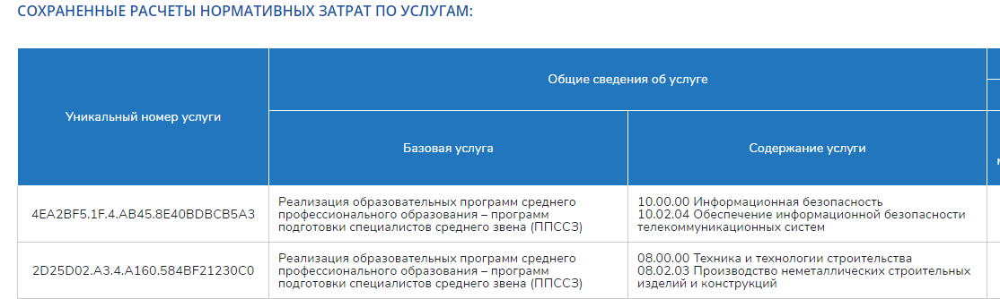 СОХРАНЕННЫЕ РАСЧЕТЫ НОРМАТИВНЫХ ЗАТРАТ ПО УСЛУГАМ:
Уникальный номер услуги
Общие сведения об услуге
Базовая услуга
Содержание услуги
4EA2BF5.1F.4.AB45.8E40BDBCB5A3
Реализация образовательных программ среднего
профессионального образования – программ
подготовки специалистов среднего звена (ППССЗ)
10.00.00 Информационная безопасность
10.02.04 Обеспечение информационной безопасности
телекоммуникационных систем
2D25D02.A3.4.A160.584BF21230C0
Реализация образовательных программ среднего
профессионального образования – программ
подготовки специалистов среднего звена (ППССЗ)
08.00.00 Техника и технологии строительства
08.02.03 Производство неметаллических строительных
изделий и конструкций